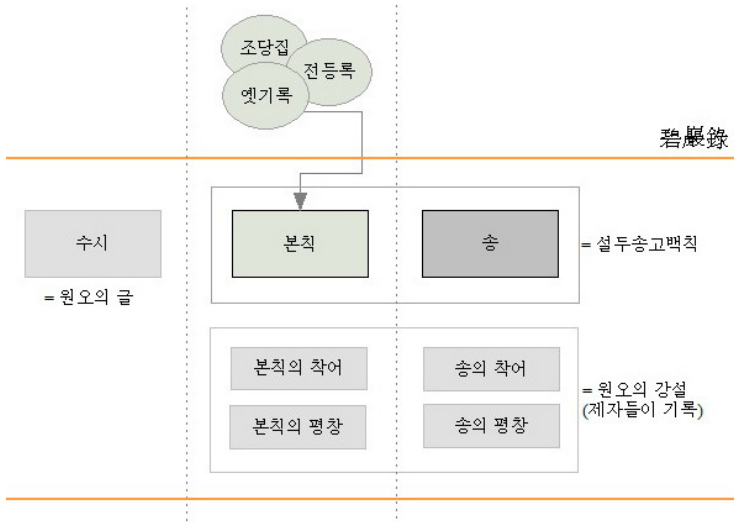 조당집
전등록
옛기록
碧巖錄
수시
본칙
송
= 설두송고백칙
= 원오의 글
본칙의 착어
송의 착어
= 원오의 강설
(제자들이 기록)
본칙의 평창
송의 평창